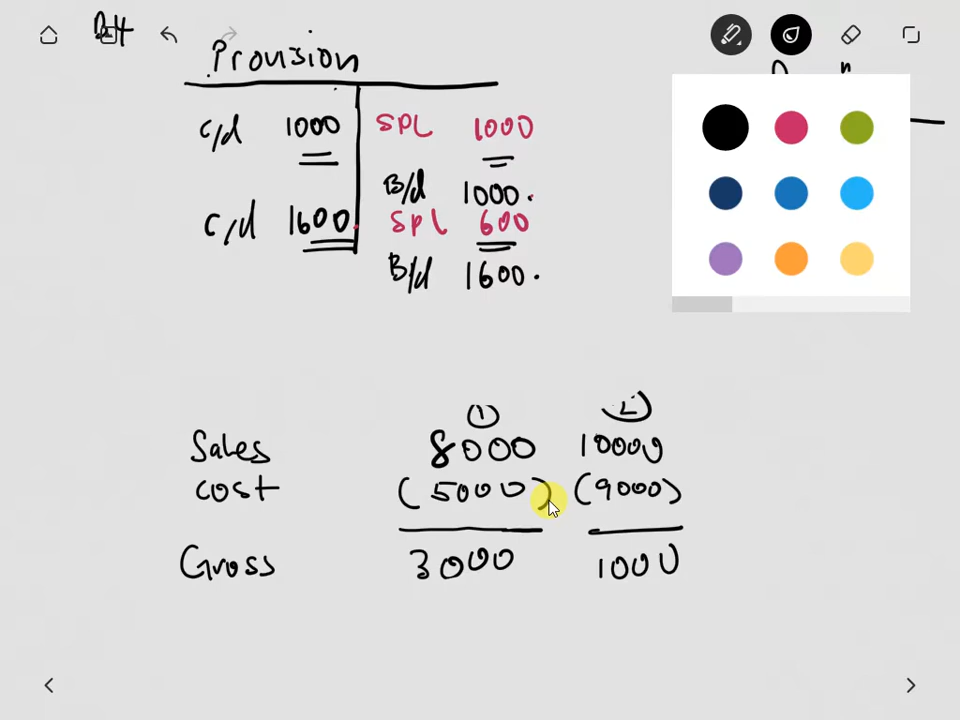 Provision
c/d 1000 SPL 1000
B/d 1000.
c/d 1600. SPL 600
B/d 1600.
1 2
Sales 8000 10000
cost (5000) (9000)
Gross 3000 1000